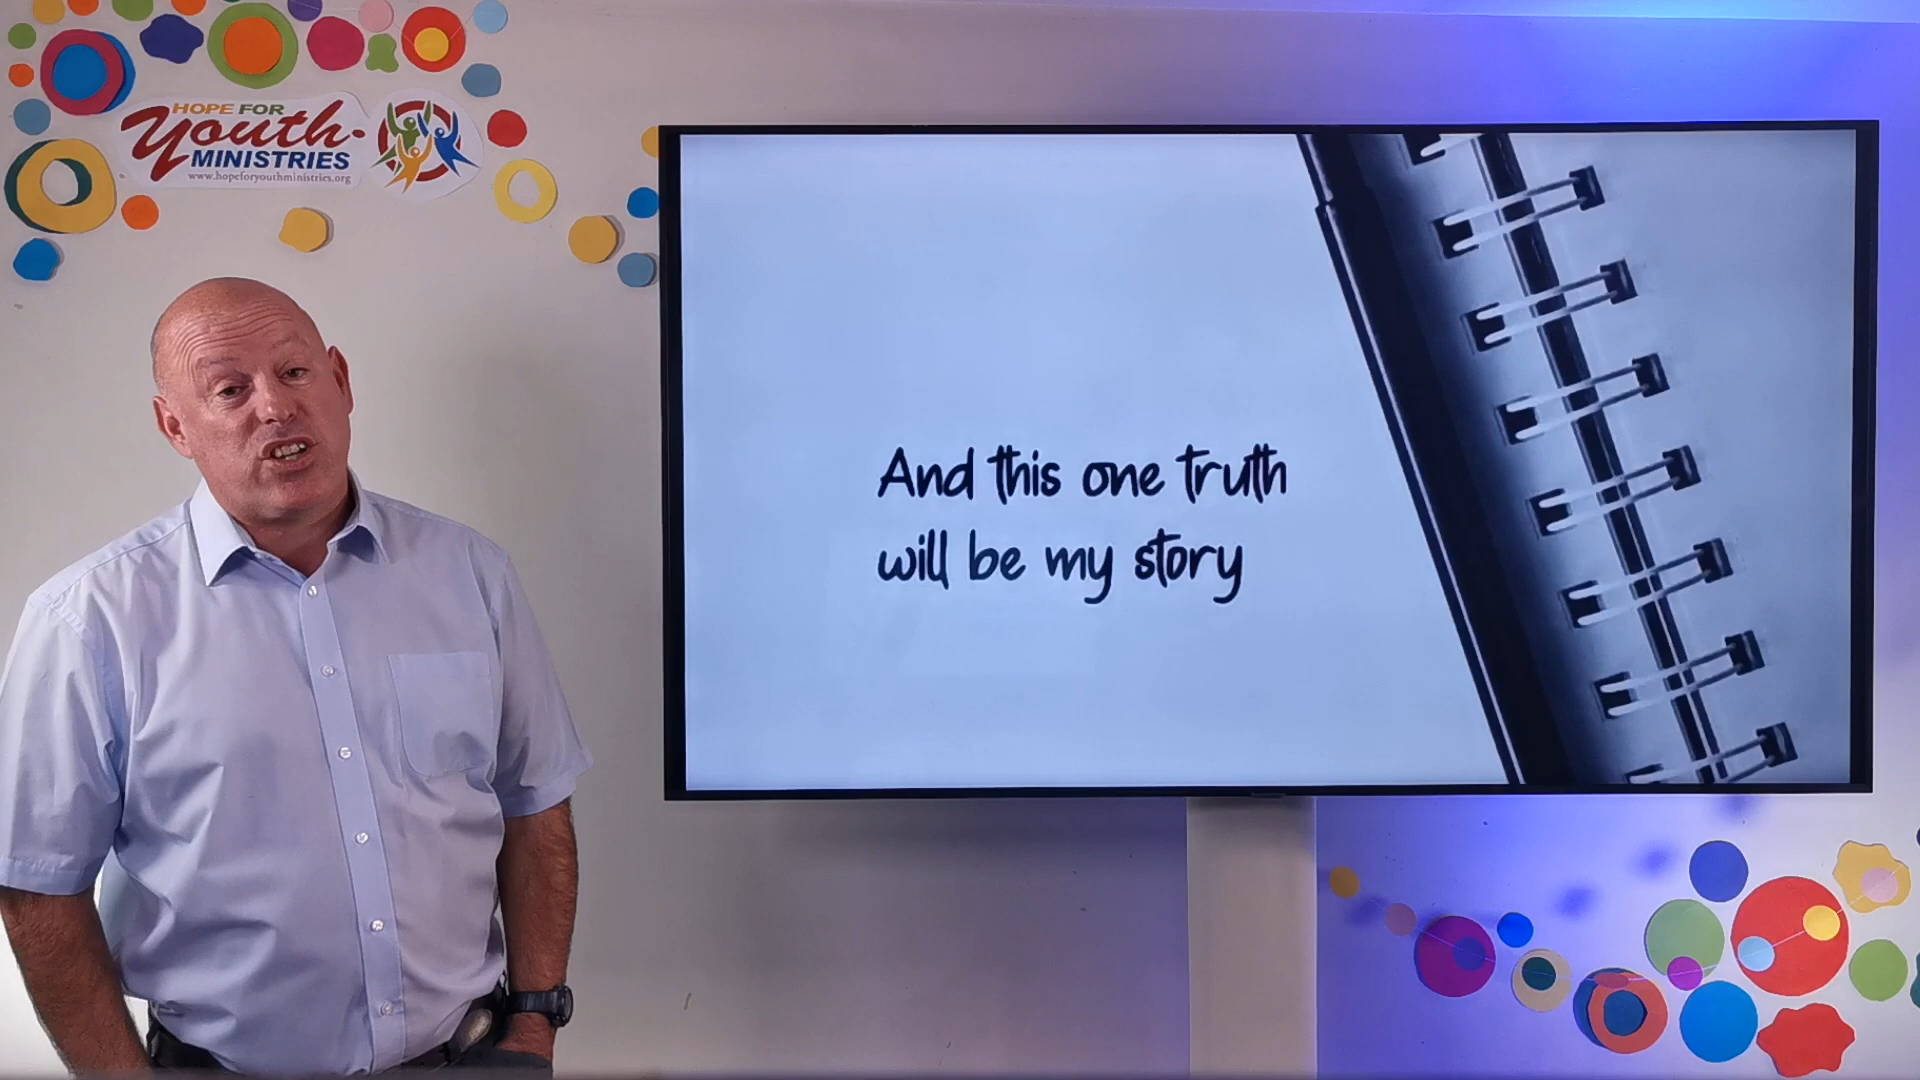 HOPE FOR
Youth
MINISTRIES
www.hopeforyouthministries.org
And this one truth
will be my story